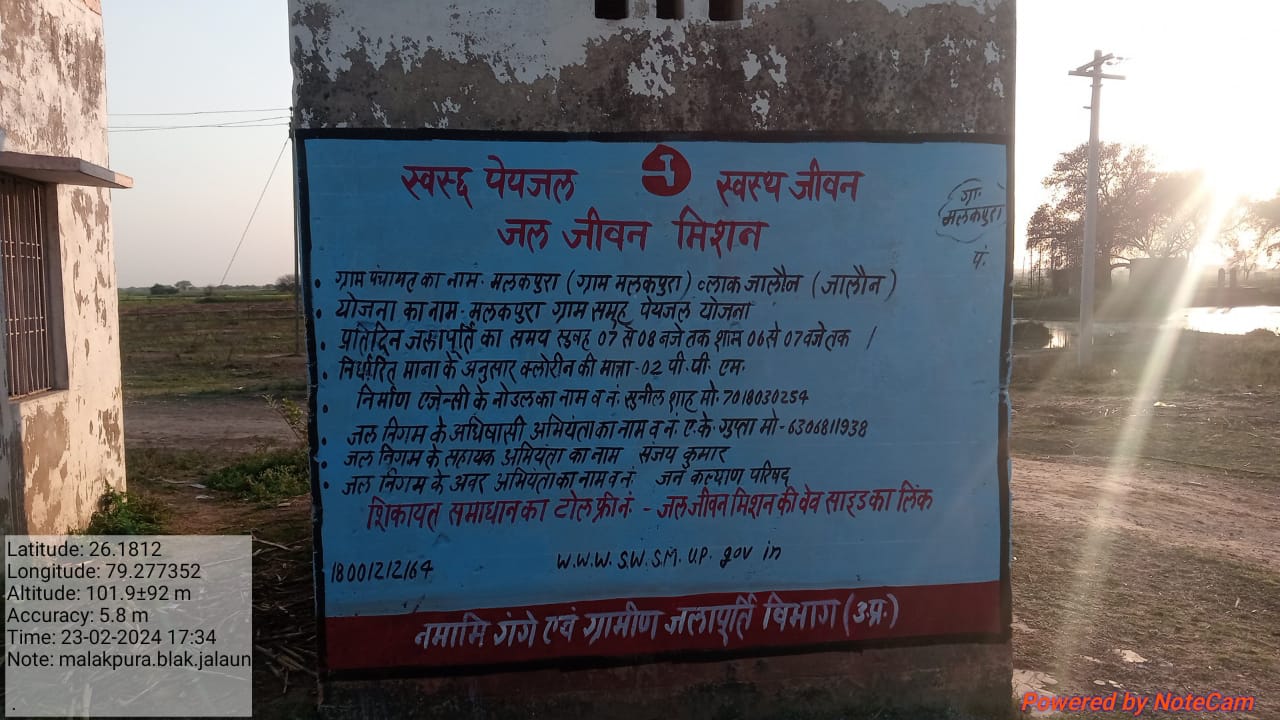 स्वस्छ पेयजल स्वस्थ जीवन
जल जीवन मिशन
ग्रा. मलकपुरा
पं.
• ग्राम पंचायत का नाम- मलकपुरा (ग्राम मलकपुरा) ब्लाक जालौन (जालौन)
• योजना का नाम- मलकपुरा ग्राम समूह पेयजल योजना
• प्रतिदिन जलापूर्ति का समय सुबह 07 से 08 बजे तक शाम 06 से 07 बजे तक ।
• निर्धारित मानों के अनुसार क्लोरीन की मात्रा - 02 पी. पी. एम.
• निर्माण एजेन्सी के नोडल का नाम व नं. सुनील शाह मो. 7018030254
• जल निगम के अधिषासी अभियंता का नाम व नं. ए. के. गुप्ता मो - 6306811938
• जल निगम के सहायक अभियंता का नाम संजय कुमार
• जल निगम के अवर अभियंता का नाम व नं. जन कल्याण परिषद्
शिकायत समाधान का टोल फ्री नं. - जल जीवन मिशन की वेव साइड का लिंक
18001212164 W.W.W. S.W. S.M. U.P. gov in
नमामि गंगे एवं ग्रामीण जलापूर्ति विभाग (उ.प्र.)
Latitude: 26.1812
Longitude: 79.277352
Altitude: 101.9±92 m
Accuracy: 5.8 m
Time: 23-02-2024 17:34
Note: malakpura.blak.jalaun
.
Powered by NoteCam